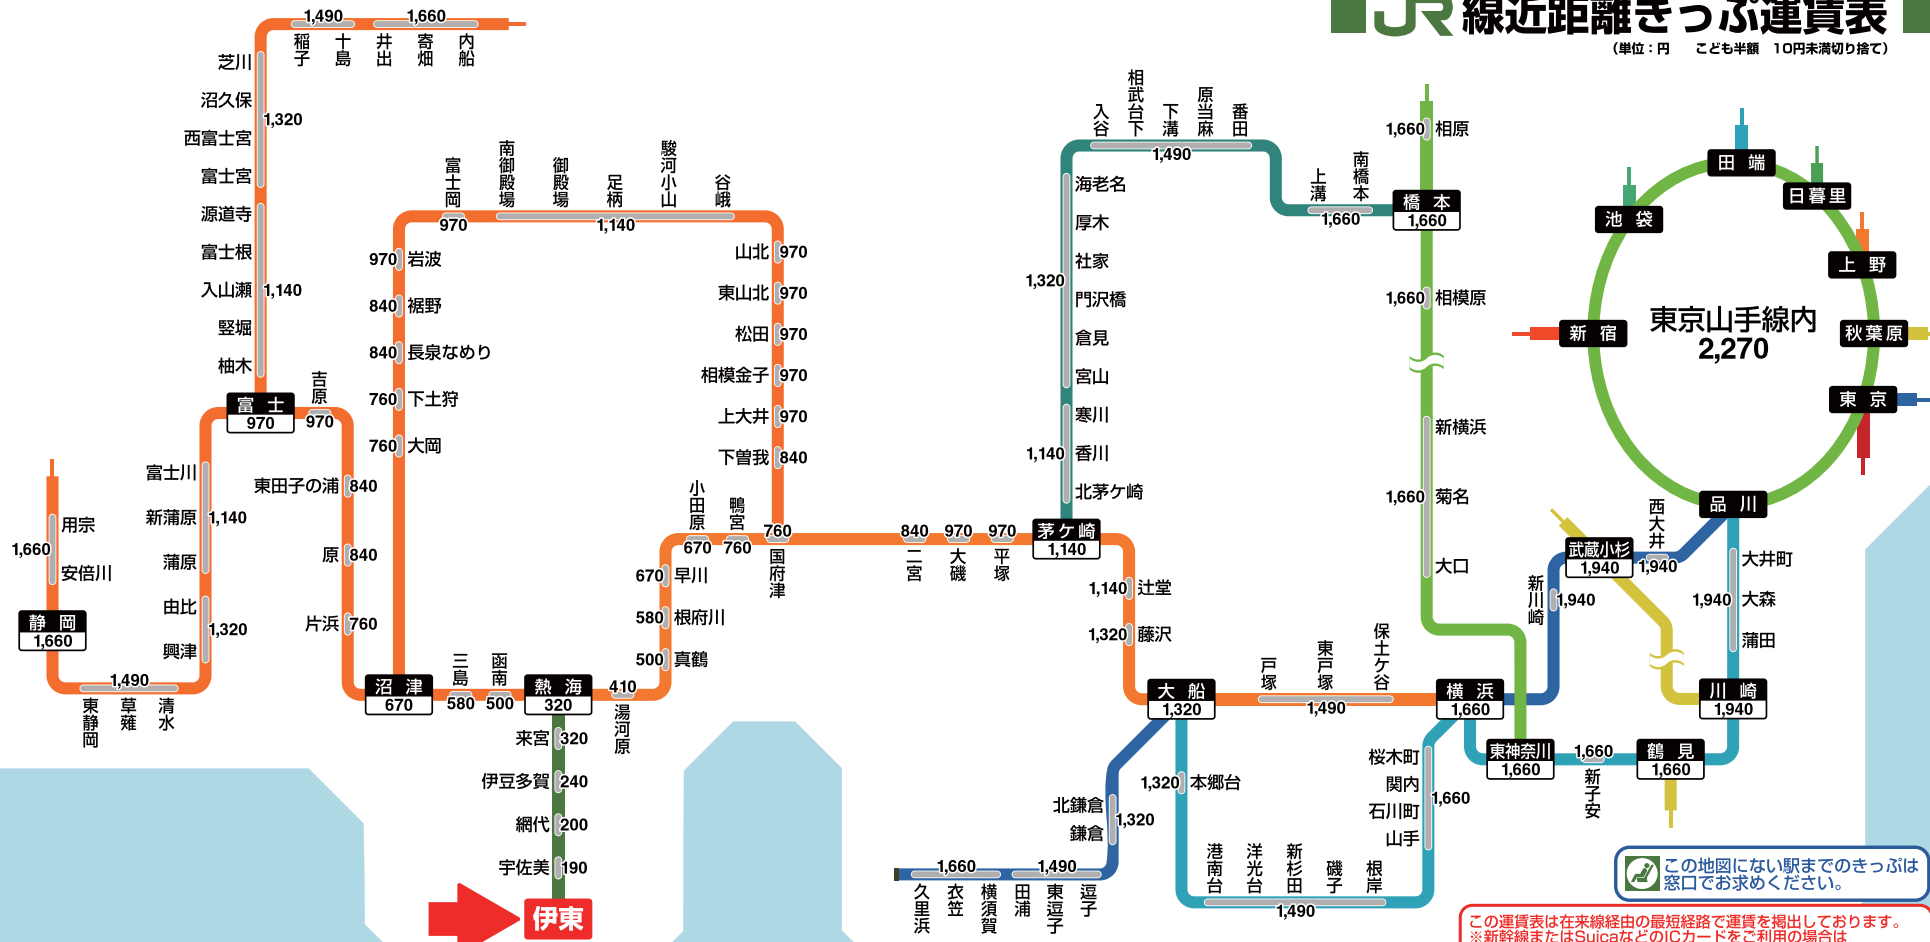 JR線近距離きっぷ運賃表
(単位：円　こども半額　10円未満切り捨て)
1,490
1,660
稲子
十島
井出
寄畑
内船
芝川
沼久保
西富士宮
富士宮
1,320
源道寺
富士根
入山瀬
竪堀
柚木
1,140
富士
970
吉原
970
東田子の浦
840
原
840
片浜
760
富士川
新蒲原
蒲原
1,140
由比
興津
1,320
用宗
安倍川
1,660
静岡
1,660
1,490
東静岡
草薙
清水
沼津
670
三島
580
函南
500
熱海
320
410
湯河原
来宮
320
伊豆多賀
240
網代
200
宇佐美
190
伊東
富士岡
970
南御殿場
御殿場
足柄
駿河小山
谷峨
1,140
970
岩波
840
裾野
840
長泉なめり
760
下土狩
760
大岡
山北
970
東山北
970
松田
970
相模金子
970
上大井
970
下曽我
840
小田原
670
鴨宮
760
760
国府津
670
早川
580
根府川
500
真鶴
840
二宮
970
大磯
970
平塚
茅ケ崎
1,140
入谷
相武台下
下溝
原当麻
番田
1,490
上溝
南橋本
1,660
海老名
厚木
社家
門沢橋
倉見
宮山
1,320
寒川
香川
北茅ケ崎
1,140
1,660
相原
橋本
1,660
1,660
相模原
新横浜
菊名
大口
1,660
1,140
辻堂
1,320
藤沢
大船
1,320
戸塚
東戸塚
保土ケ谷
1,490
横浜
1,660
東神奈川
1,660
1,660
新子安
鶴見
1,660
川崎
1,940
新川崎
1,940
武蔵小杉
1,940
西大井
1,940
大井町
大森
蒲田
1,940
品川
東京山手線内
2,270
田端
日暮里
池袋
上野
新宿
秋葉原
東京
1,320
本郷台
北鎌倉
鎌倉
1,320
1,660
1,490
久里浜
衣笠
横須賀
田浦
東逗子
逗子
港南台
洋光台
新杉田
磯子
根岸
1,490
桜木町
関内
石川町
山手
1,660
この地図にない駅までのきっぷは
窓口でお求めください。
この運賃表は在来線経由の最短経路で運賃を掲出しております。
※新幹線またはSuicaなどのICカードをご利用の場合は